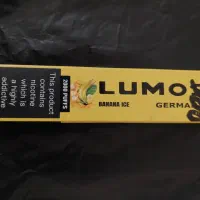 This product
contains
nicotine
which is
a highly
addictive
2000 PUFFS
LUMO
BANANA ICE
GERMA